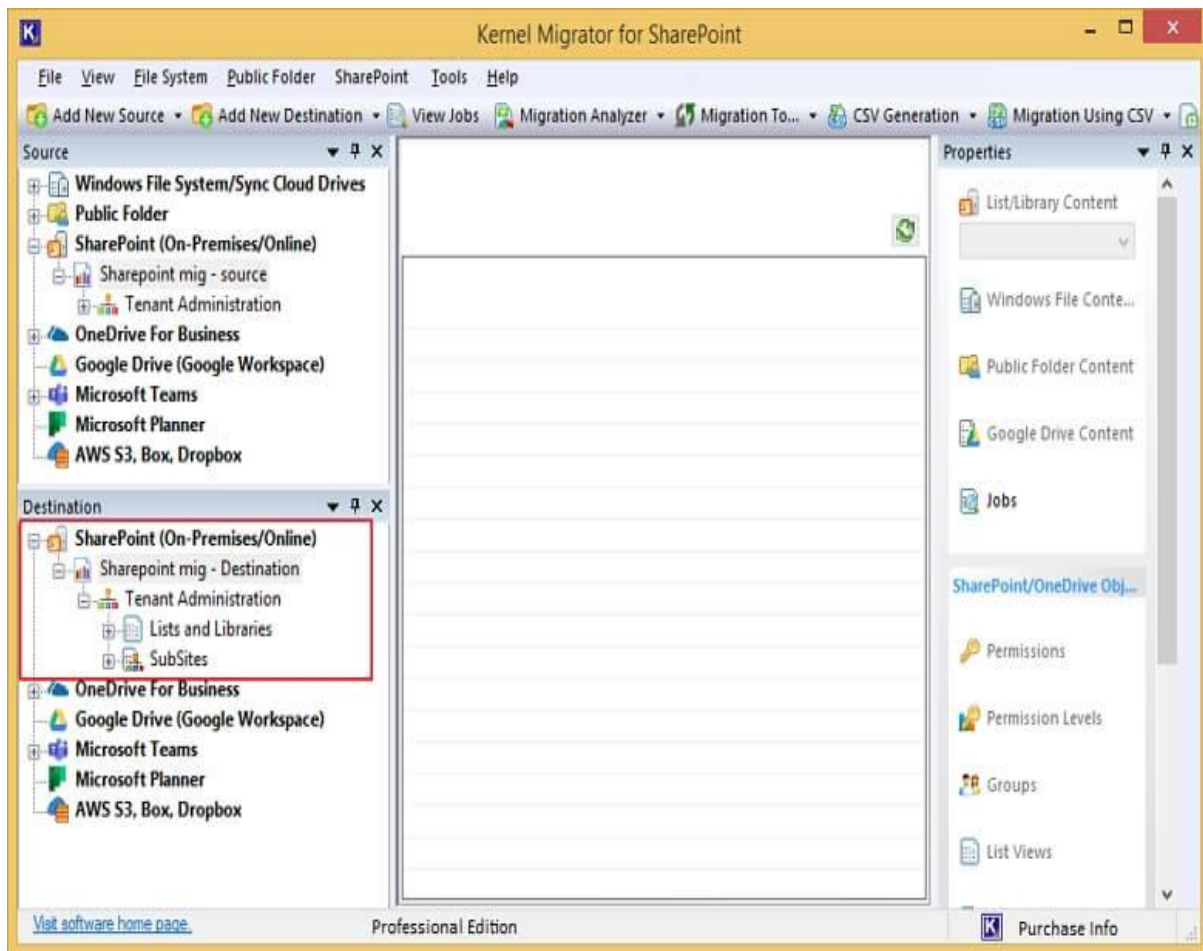 Kernel Migrator for SharePoint
File View File System Public Folder SharePoint Tools Help
Add New Source Add New Destination View Jobs Migration Analyzer Migration To... CSV Generation Migration Using CSV
Source
Windows File System/Sync Cloud Drives
Public Folder
SharePoint (On-Premises/Online)
Sharepoint mig - source
Tenant Administration
OneDrive For Business
Google Drive (Google Workspace)
Microsoft Teams
Microsoft Planner
AWS S3, Box, Dropbox
Destination
SharePoint (On-Premises/Online)
Sharepoint mig - Destination
Tenant Administration
Lists and Libraries
SubSites
OneDrive For Business
Google Drive (Google Workspace)
Microsoft Teams
Microsoft Planner
AWS S3, Box, Dropbox
Properties
List/Library Content
Windows File Conte...
Public Folder Content
Google Drive Content
Jobs
SharePoint/OneDrive Obj...
Permissions
Permission Levels
Groups
List Views
Visit software home page.
Professional Edition
Purchase Info